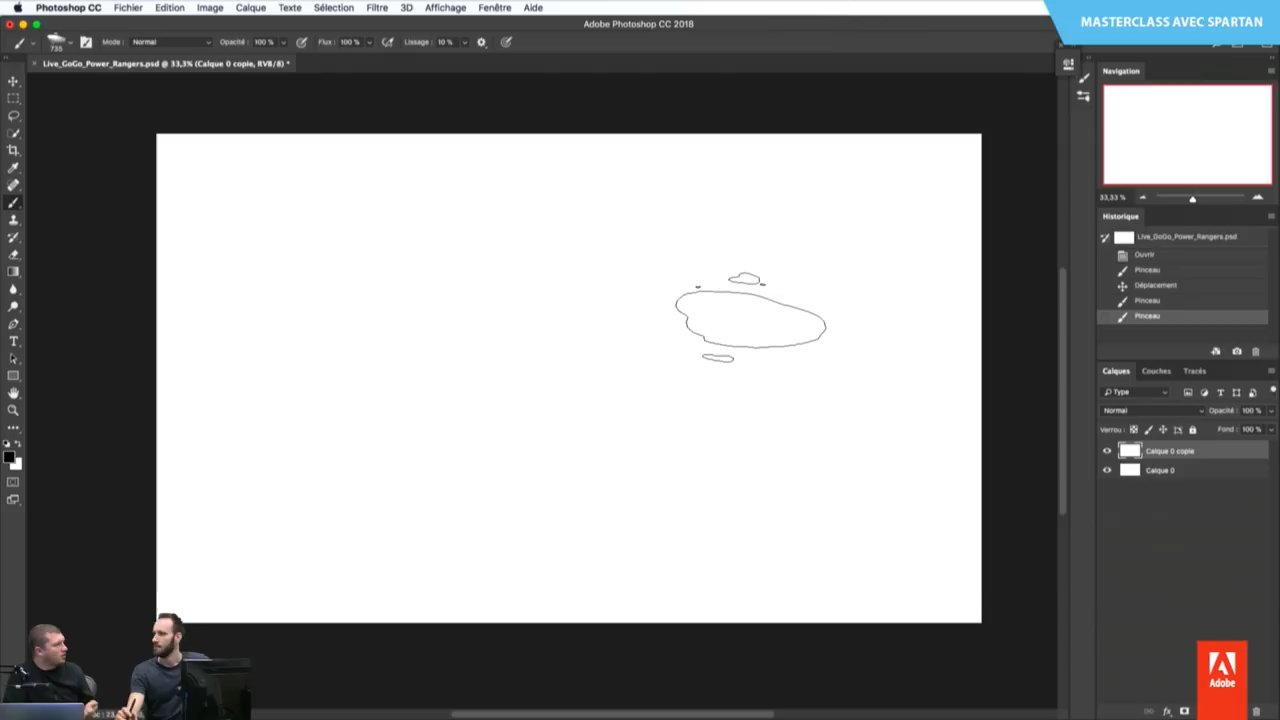 Photoshop CC Fichier Edition Image Calque Texte Sélection Filtre 3D Affichage Fenêtre Aide
MASTERCLASS AVEC SPARTAN
Adobe Photoshop CC 2018
735 Mode : Normal Opacité : 100 % Flux : 100 % Lissage : 10 %
Live_GoGo_Power_Rangers.psd @ 33,3% (Calque 0 copie, RVB/8) *
Navigation
33,33 %
Historique
Live_GoGo_Power_Rangers.psd
Ouvrir
Pinceau
Déplacement
Pinceau
Pinceau
Calques Couches Tracés
Type
Normal Opacité : 100 %
Verrou : Fond : 100 %
Calque 0 copie
Calque 0
Adobe